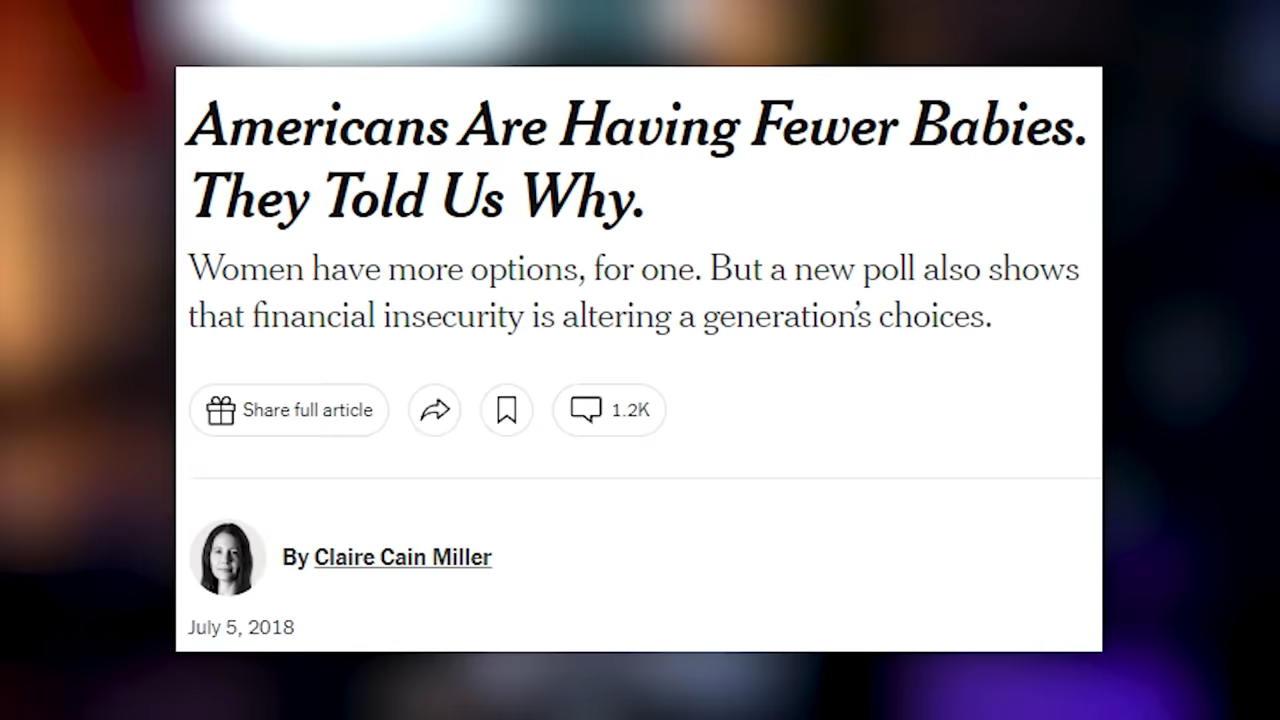 Americans Are Having Fewer Babies.
They Told Us Why.
Women have more options, for one. But a new poll also shows
that financial insecurity is altering a generation’s choices.
Share full article
1.2K
By Claire Cain Miller
July 5, 2018